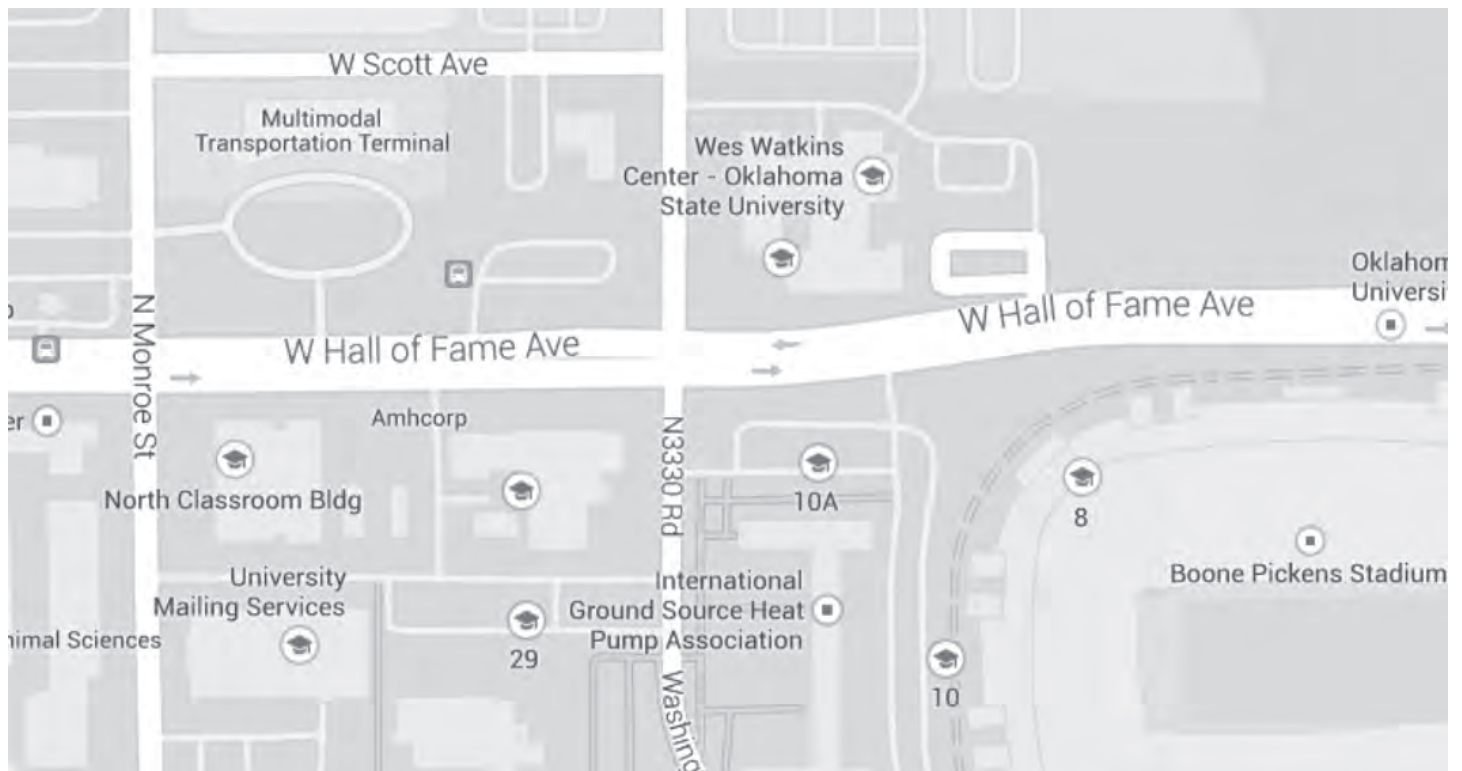 W Scott Ave
Multimodal
Transportation Terminal
Wes Watkins
Center - Oklahoma
State University
Oklahom
Universi
N Monroe St
W Hall of Fame Ave
W Hall of Fame Ave
er
Amhcorp
N3330 Rd
North Classroom Bldg
10A
8
Boone Pickens Stadium
University
Mailing Services
International
Ground Source Heat
Pump Association
nimal Sciences
29
10
Washing